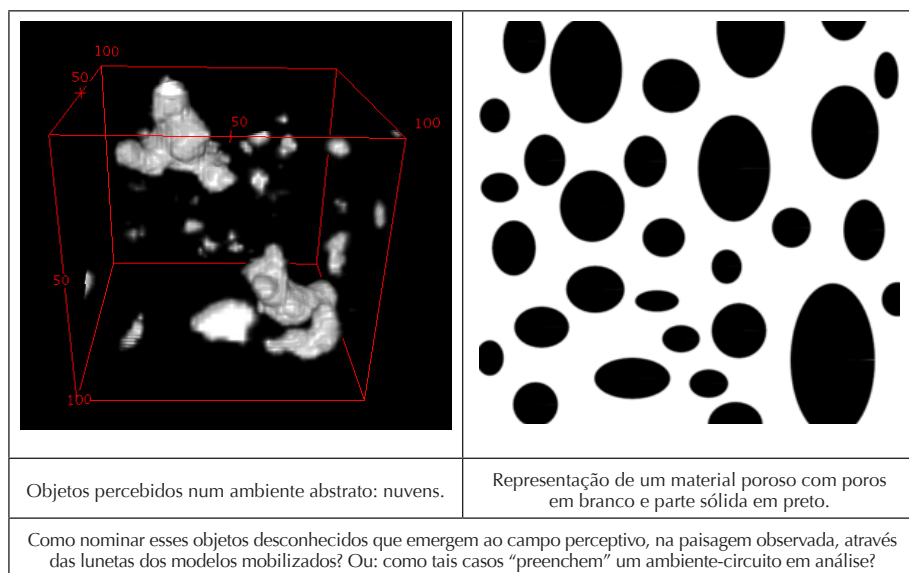 100
50
50
100
50
100
Objetos percebidos num ambiente abstrato: nuvens.
Representação de um material poroso com poros
em branco e parte sólida em preto.
Como nominar esses objetos desconhecidos que emergem ao campo perceptivo, na paisagem observada, através
das lunetas dos modelos mobilizados? Ou: como tais casos “preenchem” um ambiente-circuito em análise?